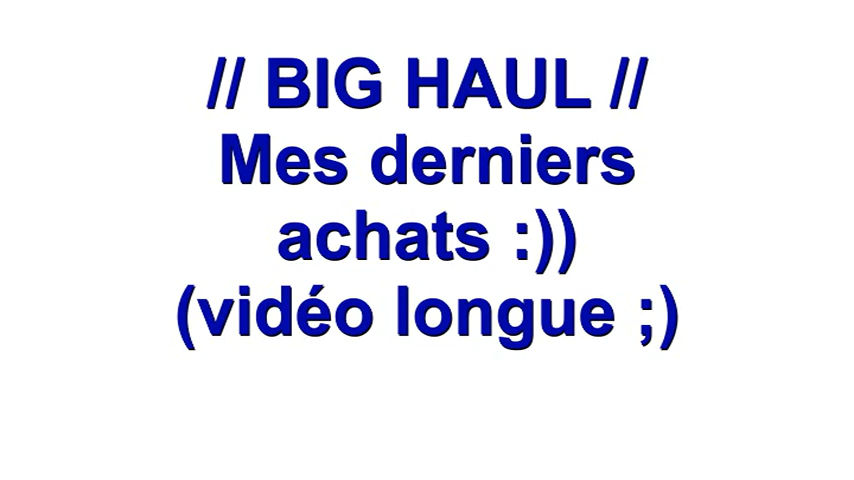 // BIG HAUL //
Mes derniers
achats :))
(vidéo longue ;)